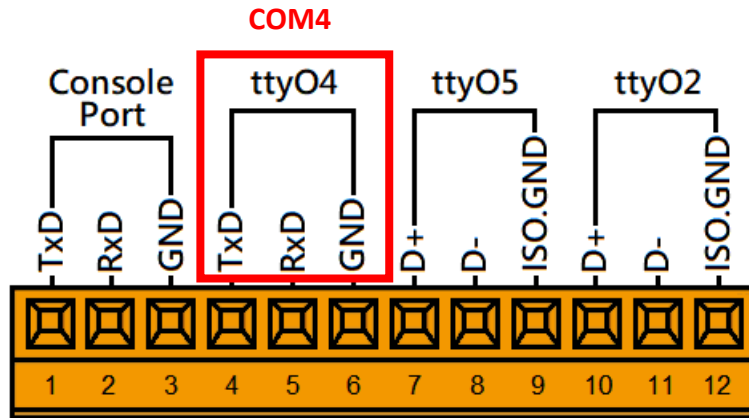 COM4
Console Port
ttyO4
ttyO5
ttyO2
TxD
RxD
GND
TxD
RxD
GND
D+
D-
ISO.GND
D+
D-
ISO.GND
1 2 3 4 5 6 7 8 9 10 11 12